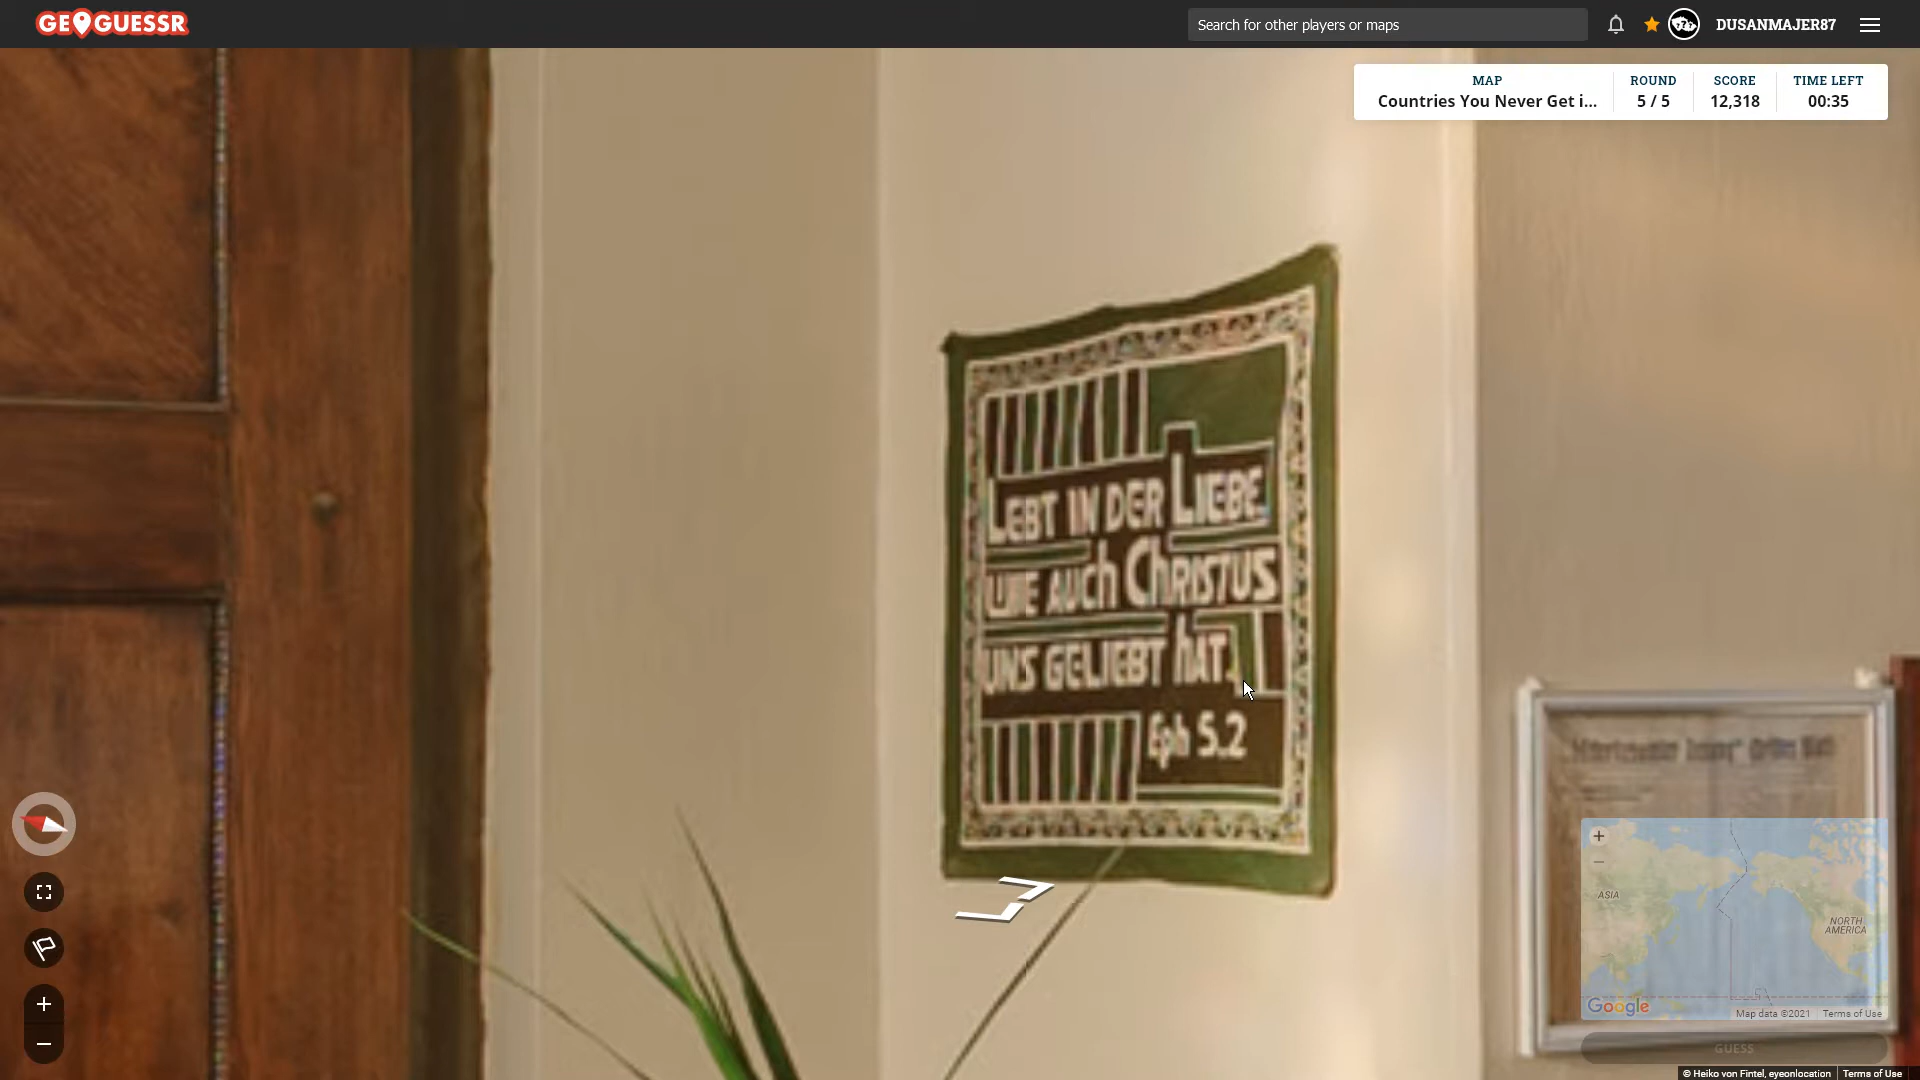 GEOGUESSR
Search for other players or maps
DUSANMAJER87
MAP
Countries You Never Get i...
ROUND
5 / 5
SCORE
12,318
TIME LEFT
00:35
LEBT IN DER LIEBE,
WIE AUCH CHRISTUS
UNS GELIEBT hAT.
Eph 5.2
ASIA
NORTH
AMERICA
Google
Map data ©2021
Terms of Use
GUESS
© Heiko von Fintel, eyeonlocation
Terms of Use